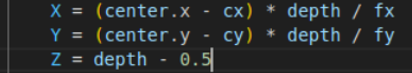 X = (center.x - cx) * depth / fx
Y = (center.y - cy) * depth / fy
Z = depth - 0.5